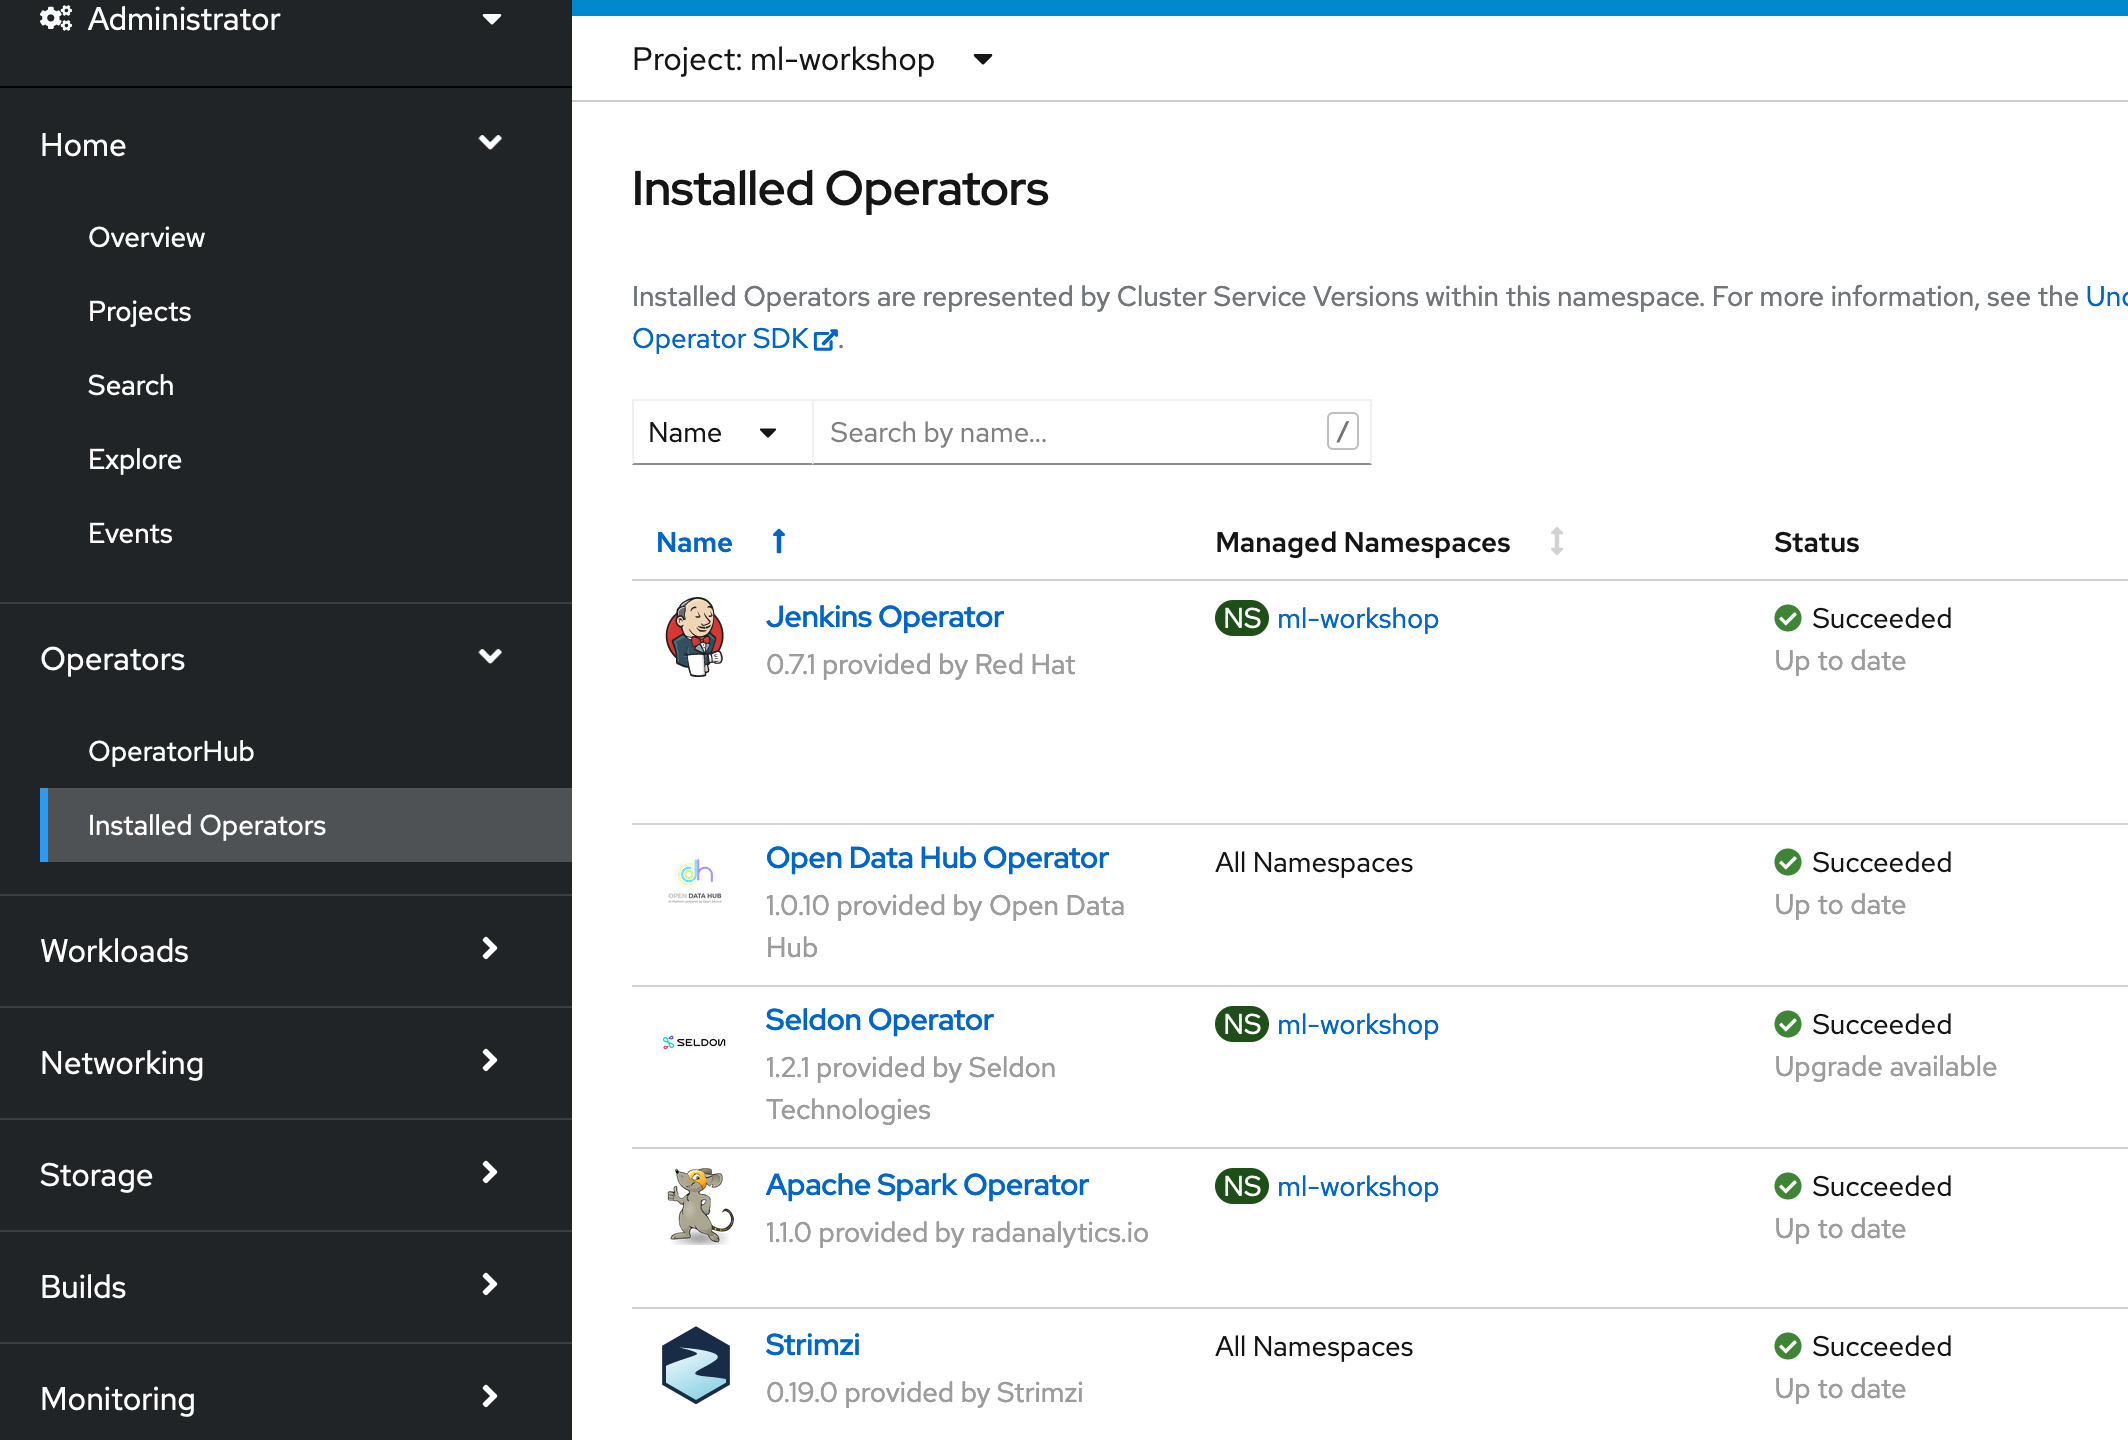 Administrator
Home
Overview
Projects
Search
Explore
Events
Operators
OperatorHub
Installed Operators
Workloads
Networking
Storage
Builds
Monitoring
Project: ml-workshop
Installed Operators
Installed Operators are represented by Cluster Service Versions within this namespace. For more information, see the
Operator SDK.
Name
Search by name...
/
Name Managed Namespaces Status
Jenkins Operator NS ml-workshop Succeeded
0.7.1 provided by Red Hat Up to date
Open Data Hub Operator All Namespaces Succeeded
OPEN DATA HUB
1.0.10 provided by Open Data Up to date
Hub
Seldon Operator NS ml-workshop Succeeded
SELDON
1.2.1 provided by Seldon Upgrade available
Technologies
Apache Spark Operator NS ml-workshop Succeeded
1.1.0 provided by radanalytics.io Up to date
Strimzi All Namespaces Succeeded
0.19.0 provided by Strimzi Up to date